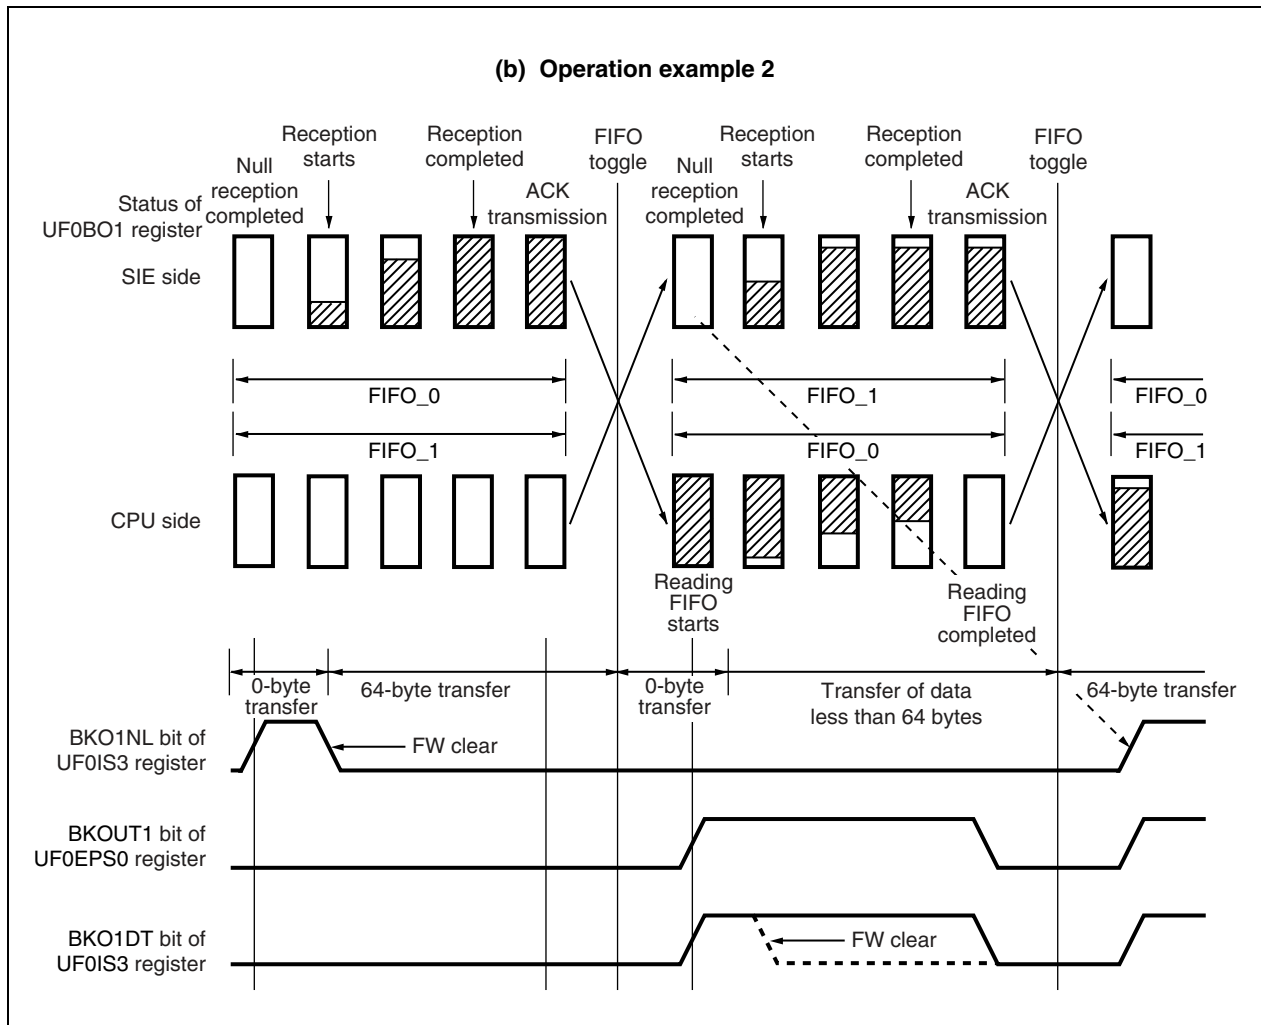 (b) Operation example 2
Reception
starts
Reception
completed
FIFO
toggle
Reception
starts
Reception
completed
FIFO
toggle
Null
reception
completed
ACK
transmission
Null
reception
completed
ACK
transmission
Status of
UF0BO1 register
SIE side
FIFO_0
FIFO_1
FIFO_0
FIFO_1
FIFO_0
FIFO_1
CPU side
Reading
FIFO
starts
Reading
FIFO
completed
0-byte
transfer
64-byte transfer
0-byte
transfer
Transfer of data
less than 64 bytes
64-byte transfer
BKO1NL bit of
UF0IS3 register
FW clear
BKOUT1 bit of
UF0EPS0 register
BKO1DT bit of
UF0IS3 register
FW clear